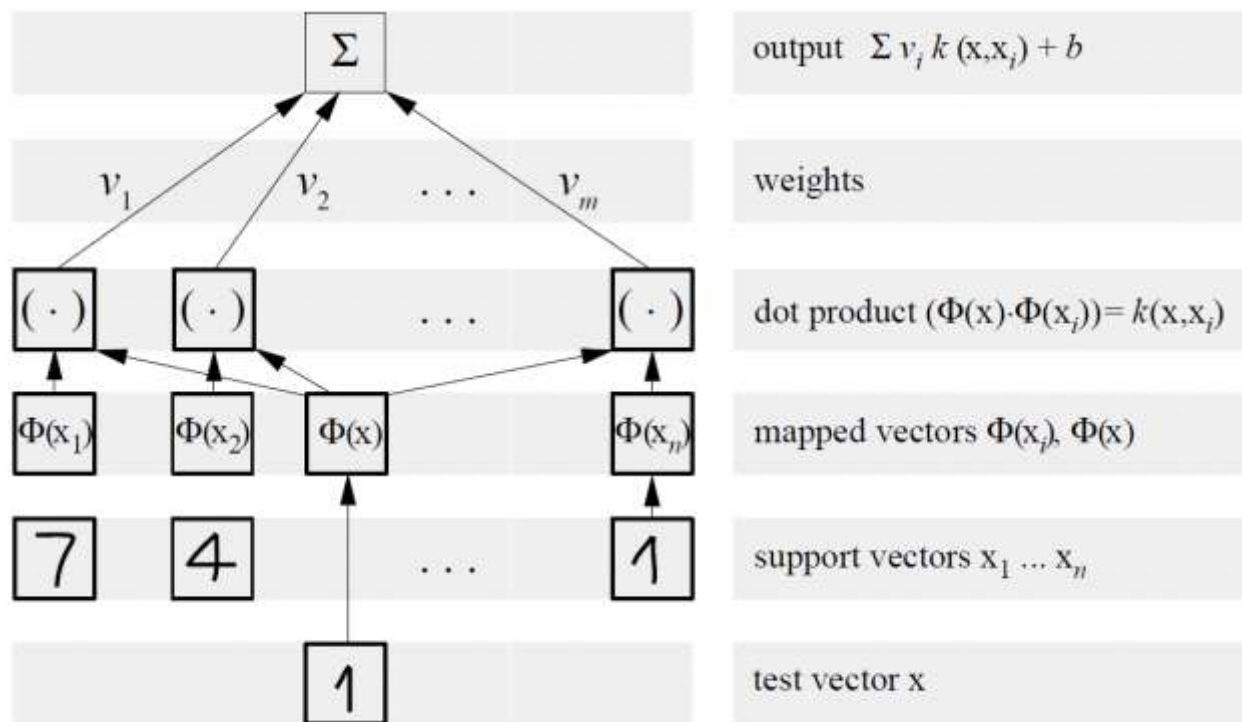 Σ output Σ v_i k (x,x_i) + b
v_1 v_2 . . . v_m weights
( · ) ( · ) . . . ( · ) dot product (Φ(x)·Φ(x_i))= k(x,x_i)
Φ(x_1) Φ(x_2) Φ(x) Φ(x_n) mapped vectors Φ(x_i), Φ(x)
7 4 . . . 1 support vectors x_1 ... x_n
1 test vector x